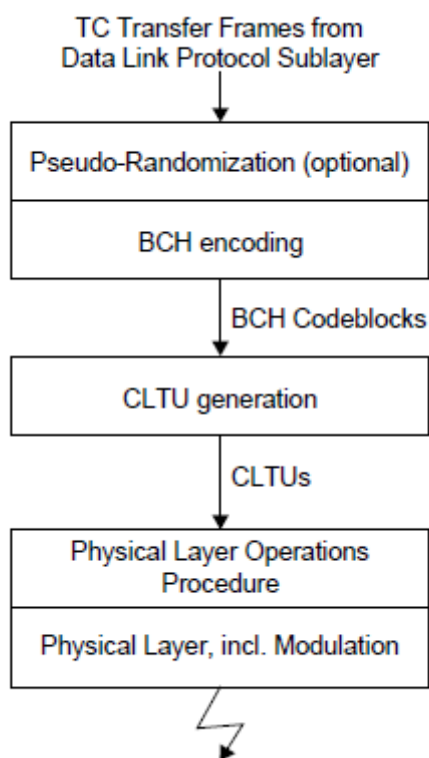 TC Transfer Frames from
Data Link Protocol Sublayer
Pseudo-Randomization (optional)
BCH encoding
BCH Codeblocks
CLTU generation
CLTUs
Physical Layer Operations
Procedure
Physical Layer, incl. Modulation